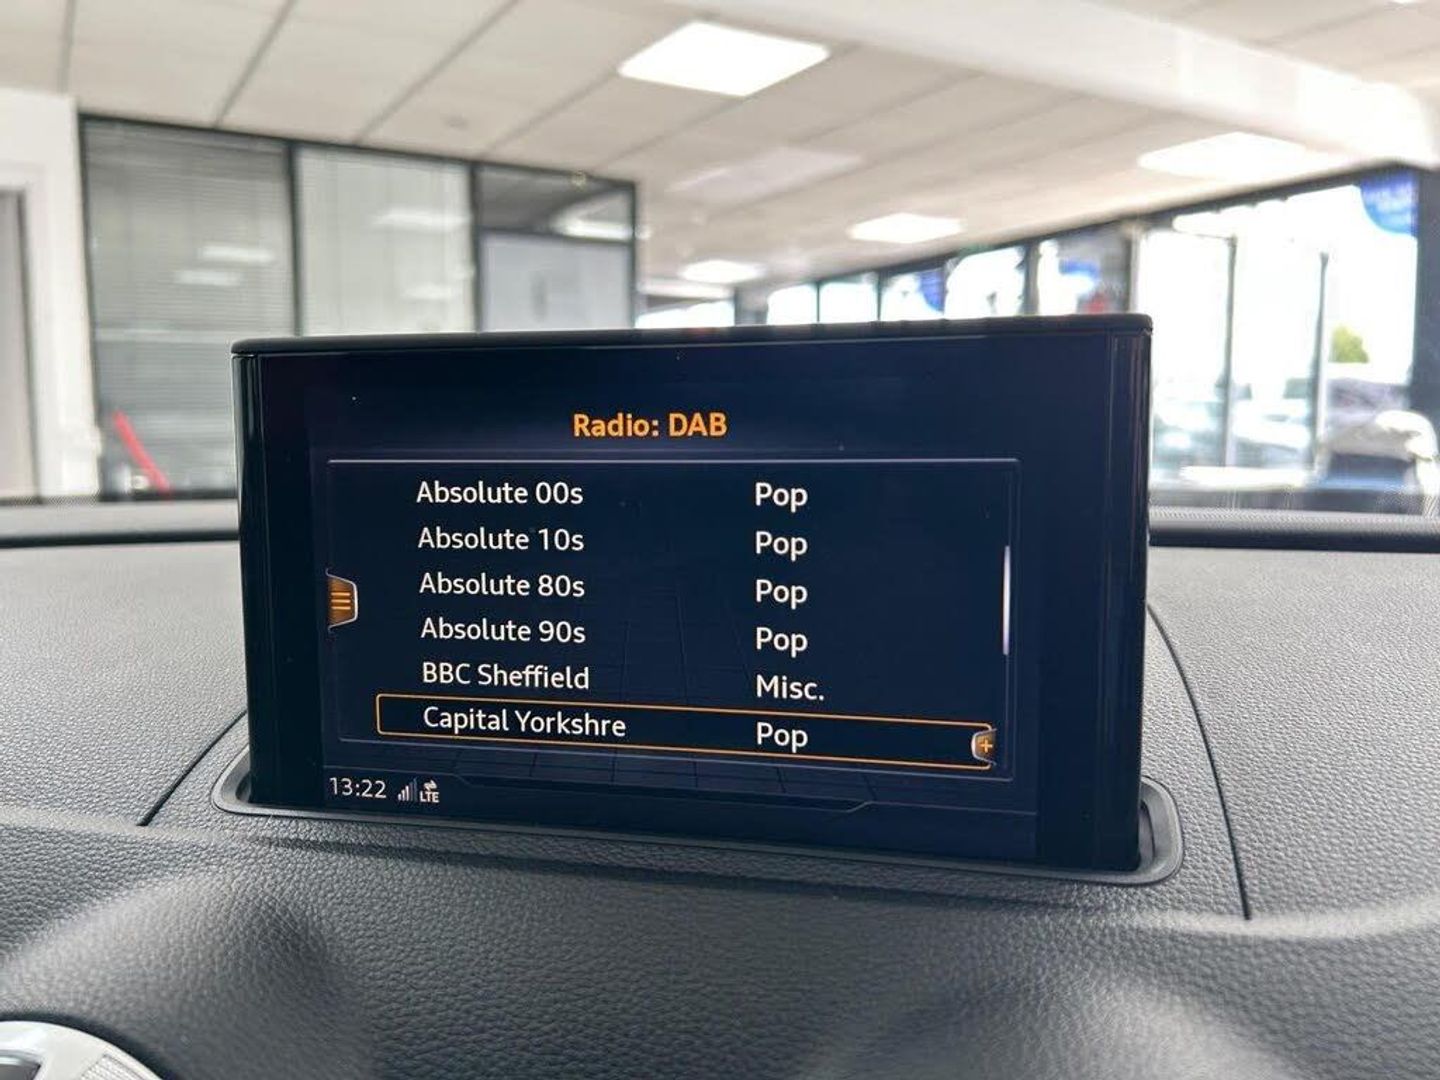 Radio: DAB
Absolute 00s Pop
Absolute 10s Pop
Absolute 80s Pop
Absolute 90s Pop
BBC Sheffield Misc.
Capital Yorkshre Pop
13:22 LTE